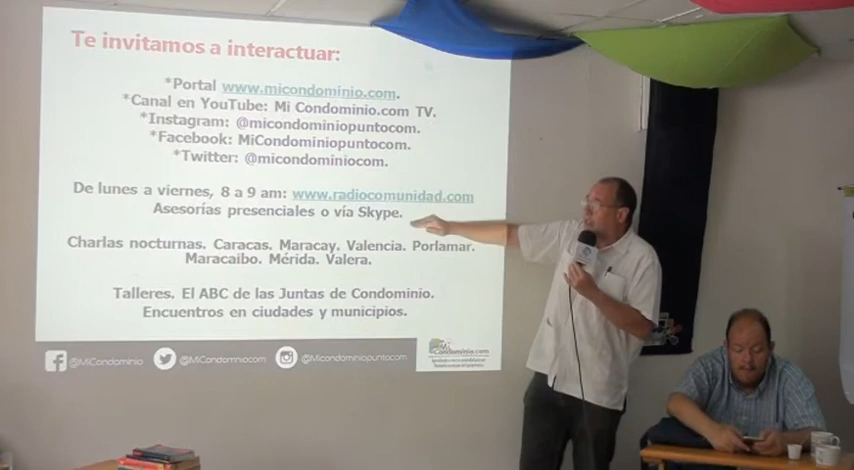 Te invitamos a interactuar:
*Portal www.micondominio.com.
*Canal en YouTube: Mi Condominio.com TV.
*Instagram: @micondominiopuntocom.
*Facebook: MiCondominiopuntocom.
*Twitter: @micondominiocom.
De lunes a viernes, 8 a 9 am: www.radiocomunidad.com
Asesorías presenciales o vía Skype.
Charlas nocturnas. Caracas. Maracay. Valencia. Porlamar.
Maracaibo. Mérida. Valera.
Talleres. El ABC de las Juntas de Condominio.
Encuentros en ciudades y municipios.
@MiCondominio @MiCondominiocom @Micondominiopuntocom
Mi
Condominio.com